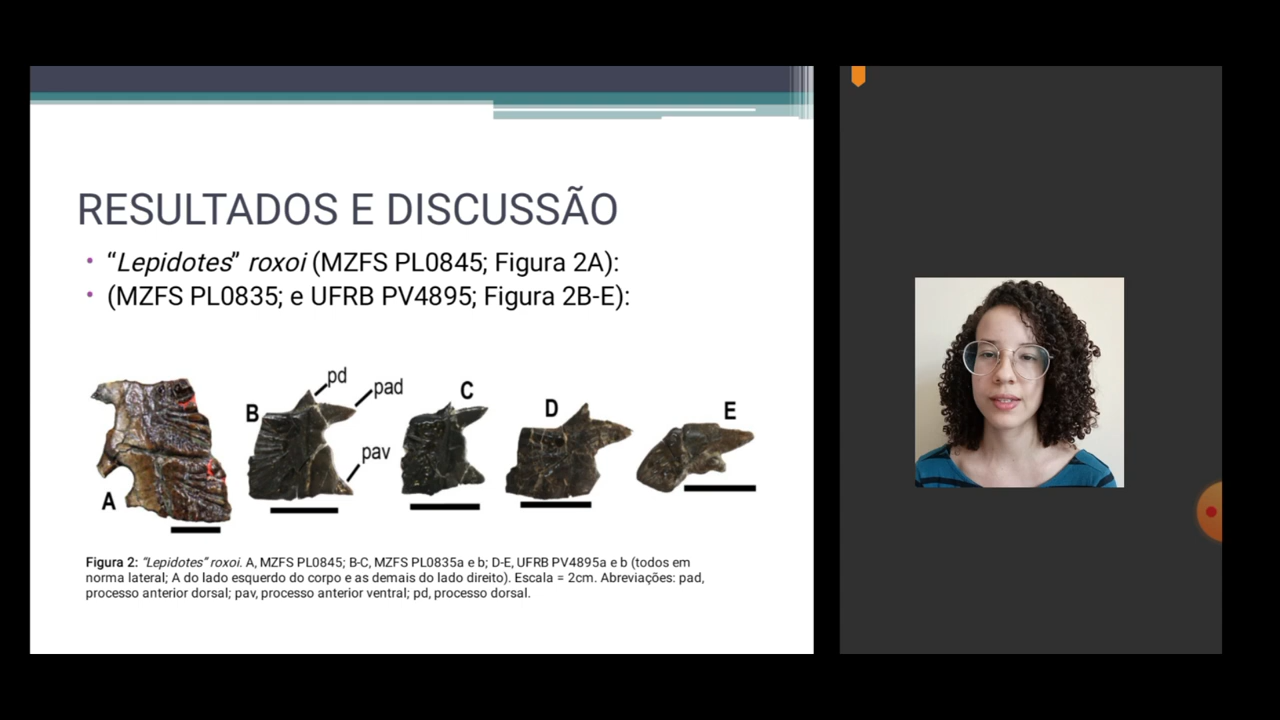 RESULTADOS E DISCUSSÃO
• “Lepidotes” roxoi (MZFS PL0845; Figura 2A):
• (MZFS PL0835; e UFRB PV4895; Figura 2B-E):
pd
pad
C
B
D
E
pav
A
Figura 2: “Lepidotes” roxoi. A, MZFS PL0845; B-C, MZFS PL0835a e b; D-E, UFRB PV4895a e b (todos em
norma lateral; A do lado esquerdo do corpo e as demais do lado direito). Escala = 2cm. Abreviações: pad,
processo anterior dorsal; pav, processo anterior ventral; pd, processo dorsal.